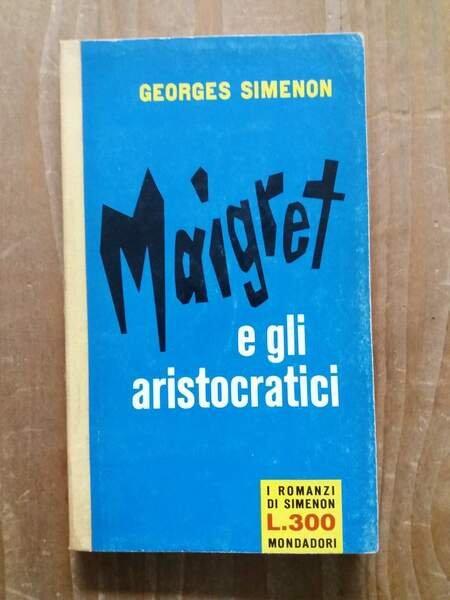 GEORGES SIMENON
Maigret
e gli
aristocratici
I ROMANZI
DI SIMENON
L.300
MONDADORI